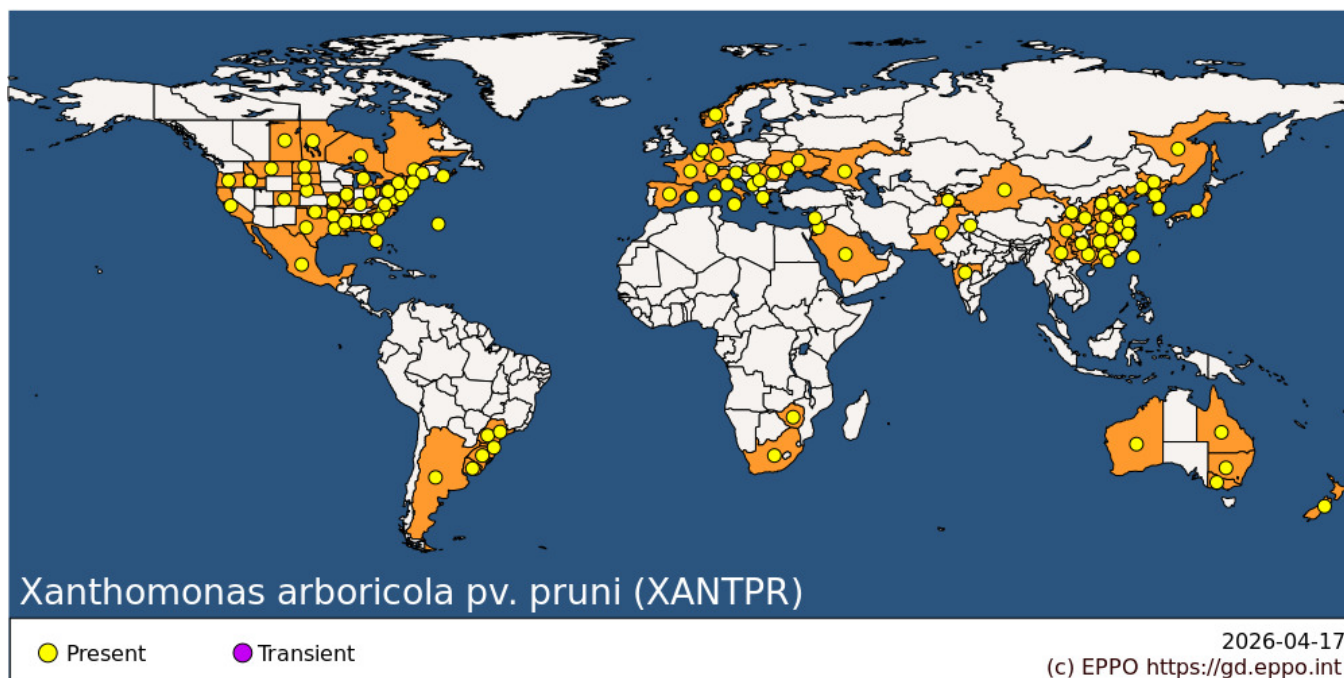 Xanthomonas arboricola pv. pruni (XANTPR)
Present
Transient
2026-04-17
(c) EPPO https://gd.eppo.int